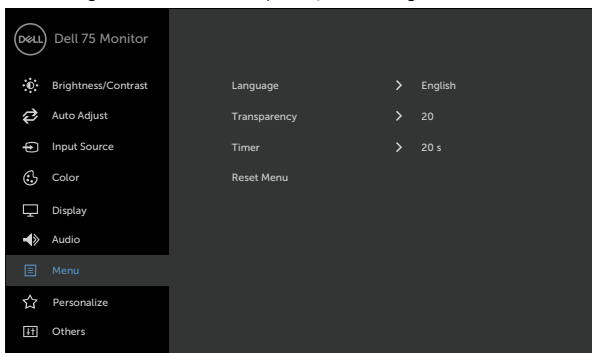 DELL Dell 75 Monitor
Brightness/Contrast
Auto Adjust
Input Source
Color
Display
Audio
Menu
Personalize
Others
Language English
Transparency 20
Timer 20 s
Reset Menu